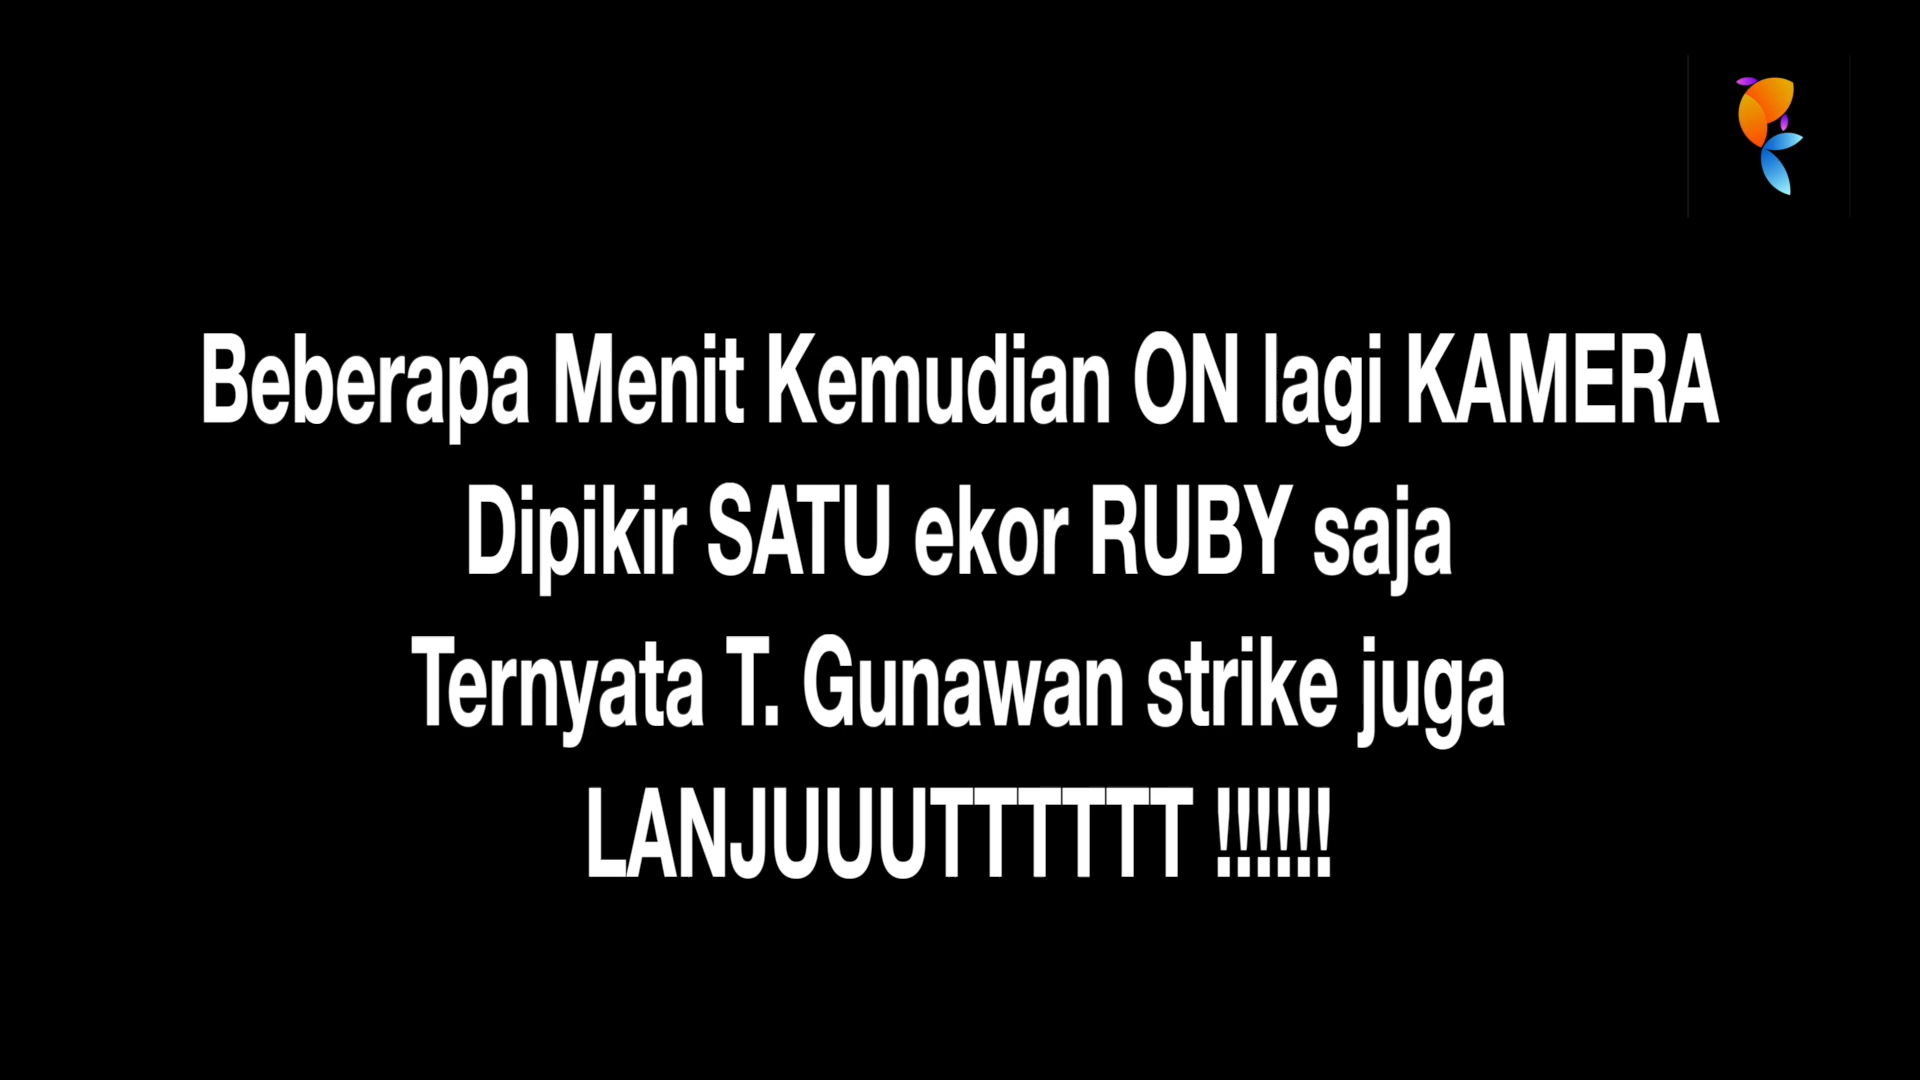 Beberapa Menit Kemudian ON lagi KAMERA
Dipikir SATU ekor RUBY saja
Ternyata T. Gunawan strike juga
LANJUUUTTTTTT !!!!!!